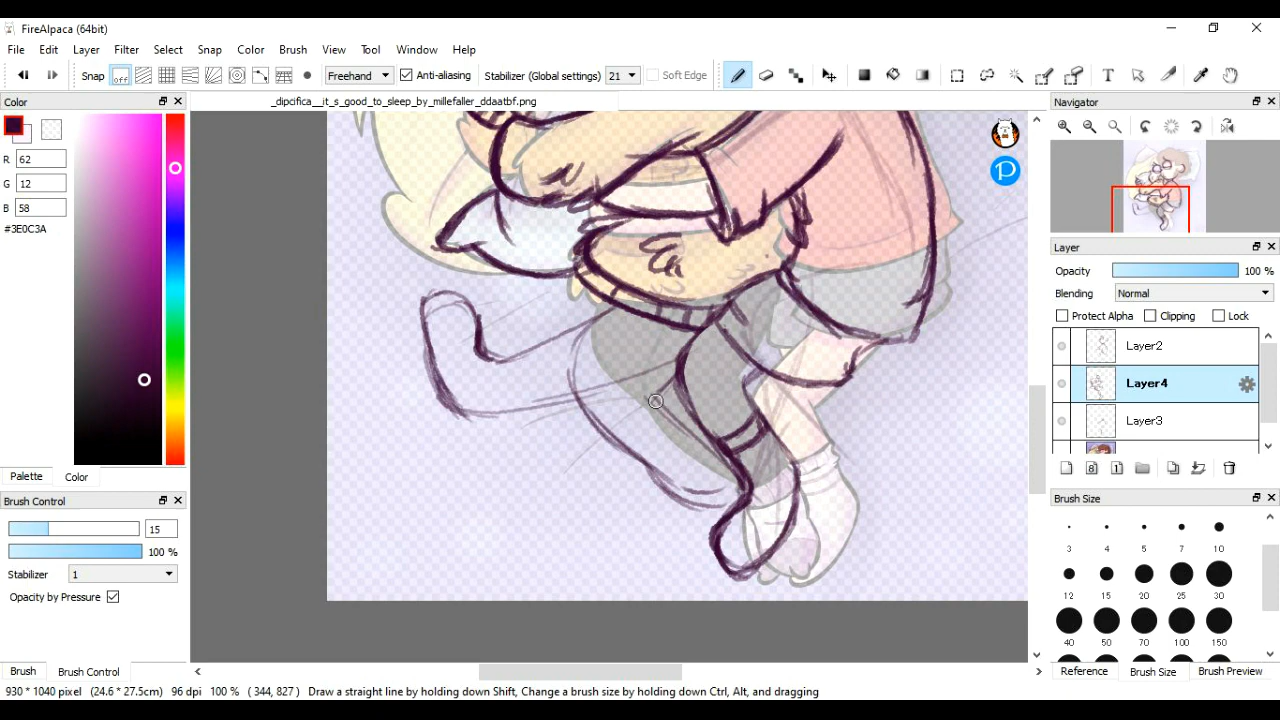 FireAlpaca (64bit)
File Edit Layer Filter Select Snap Color Brush View Tool Window Help
Snap off Freehand Anti-aliasing Stabilizer (Global settings) 21 Soft Edge T
Color _dipcifica__it_s_good_to_sleep_by_millefaller_ddaatbf.png Navigator
R 62
G 12
B 58
#3E0C3A
P
Layer
Opacity 100 %
Blending Normal
Protect Alpha Clipping Lock
Layer2
Layer4
Layer3
8 1
Palette Color
Brush Control
15
100 %
Stabilizer 1
Opacity by Pressure
Brush Brush Control
Brush Size
3 4 5 7 10
12 15 20 25 30
40 50 70 100 150
Reference Brush Size Brush Preview
930 * 1040 pixel (24.6 * 27.5cm) 96 dpi 100 % ( 344, 827 ) Draw a straight line by holding down Shift, Change a brush size by holding down Ctrl, Alt, and dragging